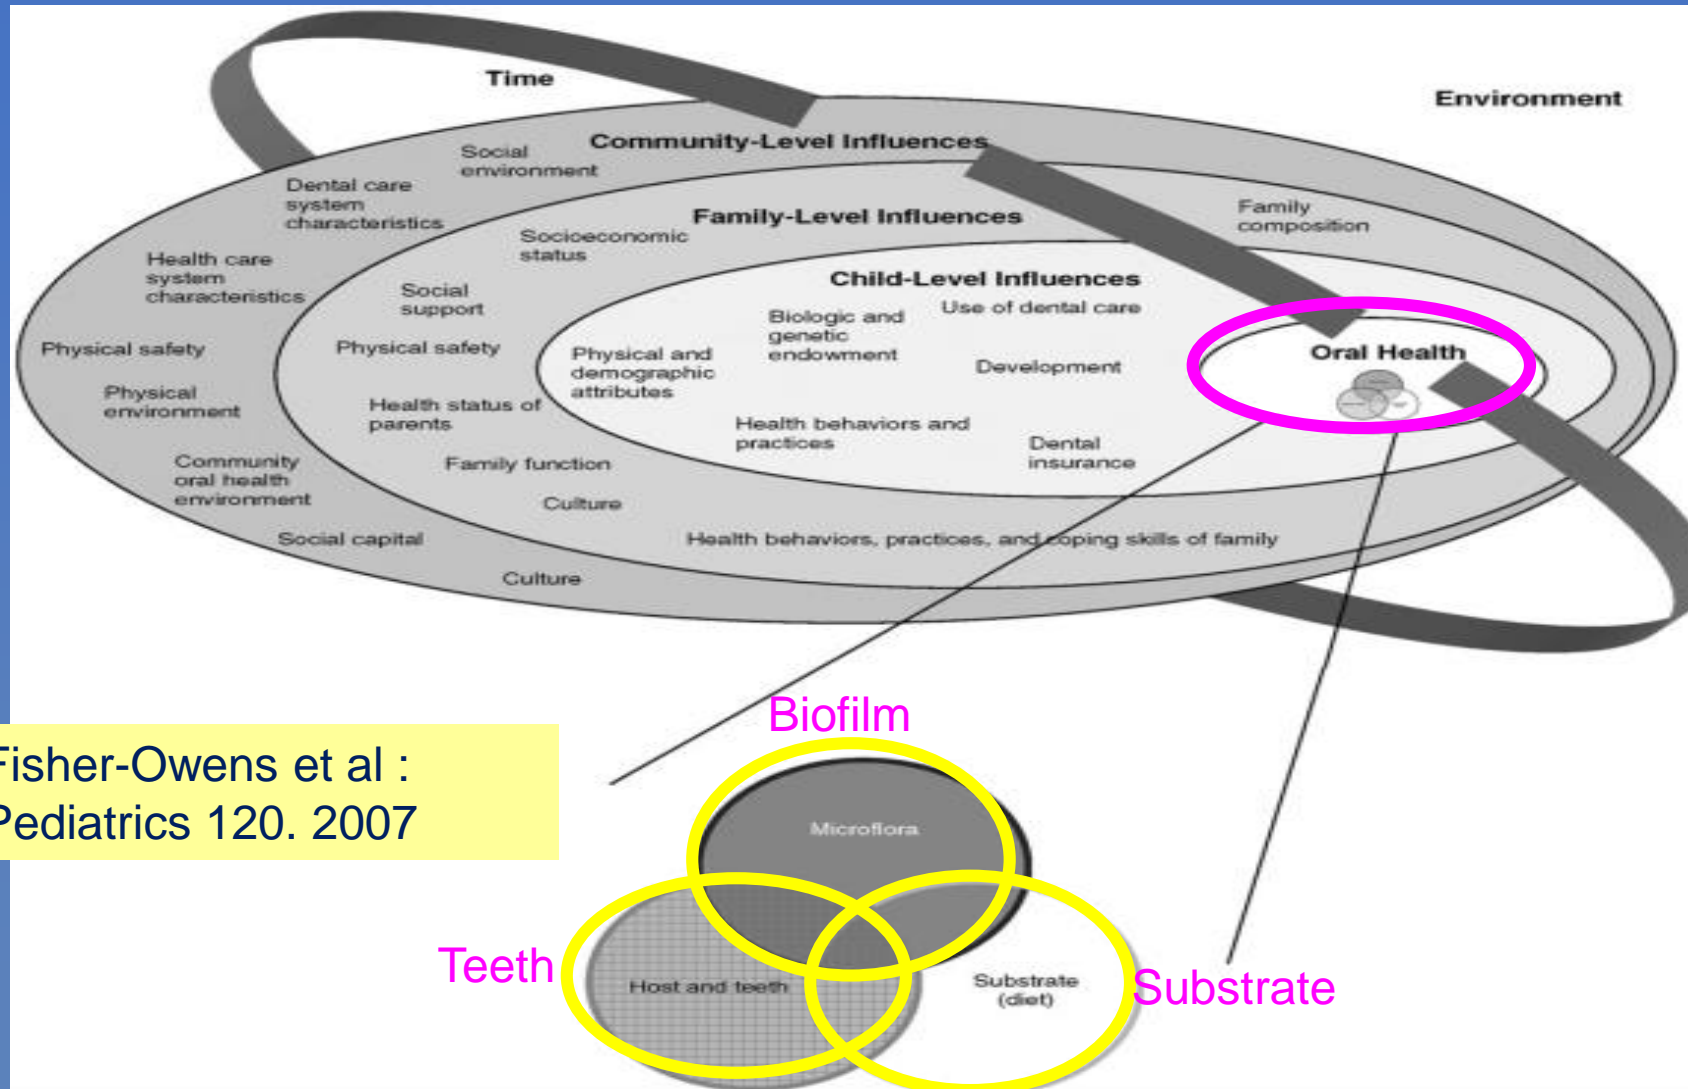 Time
Environment
Community-Level Influences
Social
environment
Dental care
system
characteristics
Health care
system
characteristics
Physical safety
Physical
environment
Community
oral health
environment
Social capital
Culture
Family-Level Influences
Family
composition
Socioeconomic
status
Social
support
Physical safety
Health status of
parents
Family function
Culture
Health behaviors, practices, and coping skills of family
Child-Level Influences
Use of dental care
Biologic and
genetic
endowment
Physical and
demographic
attributes
Development
Health behaviors and
practices
Dental
insurance
Oral Health
Fisher-Owens et al :
Pediatrics 120. 2007
Biofilm
Microflora
Teeth
Host and teeth
Substrate
(diet)
Substrate